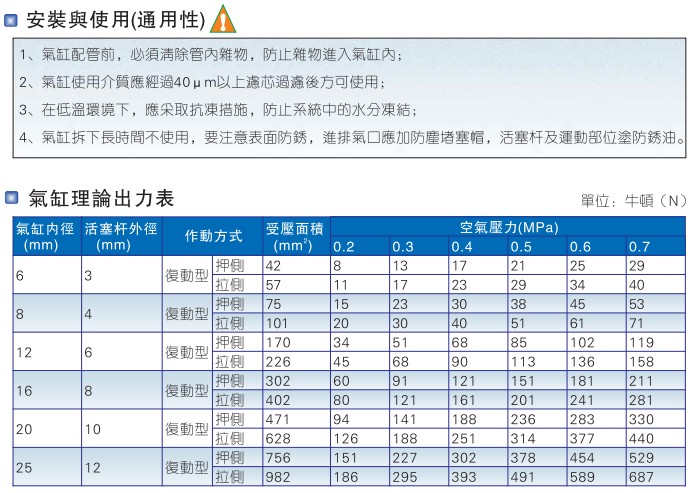 安裝與使用(通用性)
1、氣缸配管前，必須清除管內雜物，防止雜物進入氣缸內；
2、氣缸使用介質應經過40μm以上濾芯過濾後方可使用；
3、在低溫環境下，應采取抗凍措施，防止系統中的水分凍結；
4、氣缸拆下長時間不使用，要注意表面防銹，進排氣口應加防塵堵塞帽，活塞杆及運動部位塗防銹油。
氣缸理論出力表
單位：牛頓（N）
氣缸内徑(mm) 活塞杆外徑(mm) 作動方式 受壓面積(mm²) 空氣壓力(MPa)
0.2 0.3 0.4 0.5 0.6 0.7
6 3 復動型 押側 42 8 13 17 21 25 29
拉側 57 11 17 23 29 34 40
8 4 復動型 押側 75 15 23 30 38 45 53
拉側 101 20 30 40 51 61 71
12 6 復動型 押側 170 34 51 68 85 102 119
拉側 226 45 68 90 113 136 158
16 8 復動型 押側 302 60 91 121 151 181 211
拉側 402 80 121 161 201 241 281
20 10 復動型 押側 471 94 141 188 236 283 330
拉側 628 126 188 251 314 377 440
25 12 復動型 押側 756 151 227 302 378 454 529
拉側 982 186 295 393 491 589 687